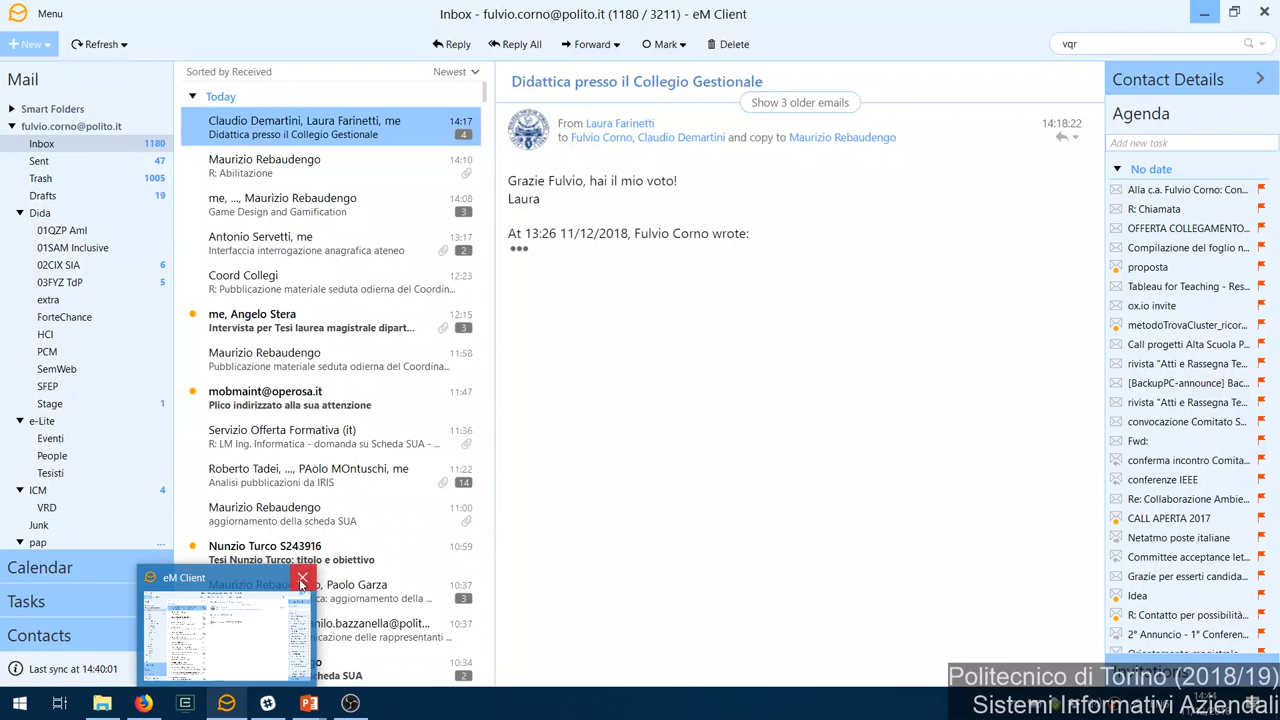 Menu
Inbox - fulvio.corno@polito.it (1180 / 3211) - eM Client
New
Refresh
Reply
Reply All
Forward
Mark
Delete
vqr
Mail
Smart Folders
fulvio.corno@polito.it
Inbox 1180
Sent 47
Trash 1005
Drafts 19
Dida
01QZP AmI
01SAM Inclusive
02CIX SIA 6
03FYZ TdP 5
extra
ForteChance
HCI
PCM
SemWeb
SFEP
Stage 1
e-Lite
Eventi
People
Tesisti
ICM 4
VRD
Junk
pap ...
Calendar
Tasks
Contacts
Last sync at 14:40:01
Sorted by Received Newest
Today
Claudio Demartini, Laura Farinetti, me 14:17
Didattica presso il Collegio Gestionale 4
Maurizio Rebaudengo 14:10
R: Abilitazione
me, ..., Maurizio Rebaudengo 14:08
Game Design and Gamification 3
Antonio Servetti, me 13:17
Interfaccia interrogazione anagrafica ateneo 2
Coord Collegi 12:23
R: Pubblicazione materiale seduta odierna del Coordin...
me, Angelo Stera 12:15
Intervista per Tesi laurea magistrale dipart... 3
Maurizio Rebaudengo 11:58
Pubblicazione materiale seduta odierna del Coordina...
mobmaint@operosa.it 11:47
Plico indirizzato alla sua attenzione
Servizio Offerta Formativa (it) 11:36
R: LM Ing. Informatica - domanda su Scheda SUA - ...
Roberto Tadei, ..., PAolo MOntuschi, me 11:22
Analisi pubblicazioni da IRIS 14
Maurizio Rebaudengo 11:00
aggiornamento della scheda SUA
Nunzio Turco S243916 10:59
Tesi Nunzio Turco: titolo e obiettivo
Maurizio Rebaudengo, Paolo Garza 10:37
ca: aggiornamento della ... 3
milo.bazzanella@polit... 10:37
icazione delle rappresentanti ...
o 10:34
cheda SUA 2
eM Client
Didattica presso il Collegio Gestionale
Show 3 older emails
From Laura Farinetti 14:18:22
to Fulvio Corno, Claudio Demartini and copy to Maurizio Rebaudengo
Grazie Fulvio, hai il mio voto!
Laura
At 13:26 11/12/2018, Fulvio Corno wrote:
Contact Details
Agenda
Add new task
No date
Alla c.a. Fulvio Corno: Con...
R: Chiamata
OFFERTA COLLEGAMENTO...
Compilazione del foglio n...
proposta
Tableau for Teaching - Res...
ox.io invite
metodoTrovaCluster_ricor...
Call progetti Alta Scuola P...
rivista "Atti e Rassegna Te...
[BackupPC-announce] Bac...
rivista "Atti e Rassegna Te...
convocazione Comitato S...
Fwd:
conferma incontro Comita...
conferenze IEEE
Re: Collaborazione Ambie...
CALL APERTA 2017
Netatmo poste italiane
Committee acceptance let...
Grazie per esserti candida...
Idea
R: Contatto per possibilita...
2° Annuncio - 1° Conferen...
Politecnico di Torino (2018/19)
Sistemi Informativi Aziendali